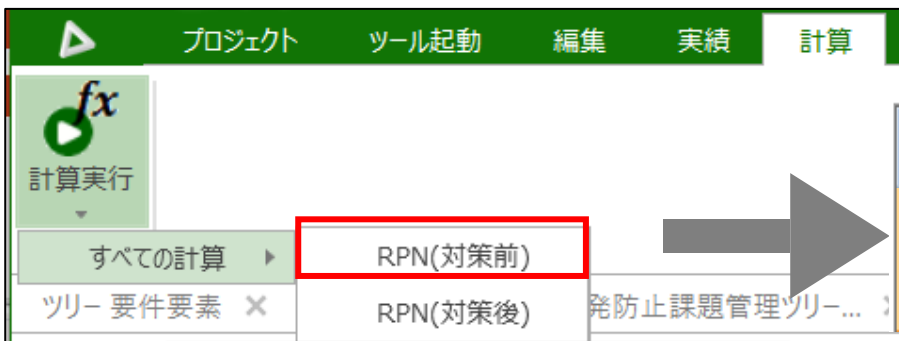 プロジェクト ツール起動 編集 実績 計算
fx
計算実行
すべての計算 RPN(対策前)
ツリー 要件要素 RPN(対策後) 発防止課題管理ツリー...